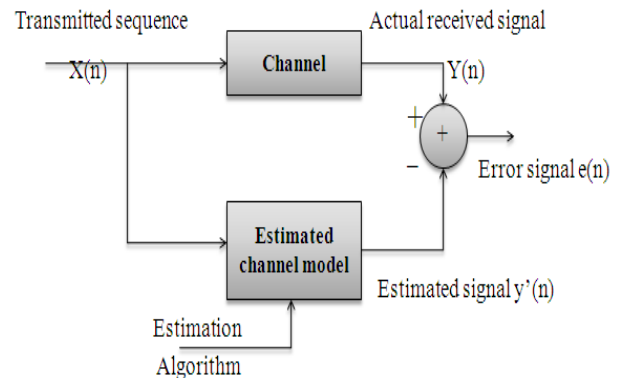 Transmitted sequence
Actual received signal
X(n)
Channel
Y(n)
+
+
−
Error signal e(n)
Estimated
channel model
Estimated signal y’(n)
Estimation
Algorithm